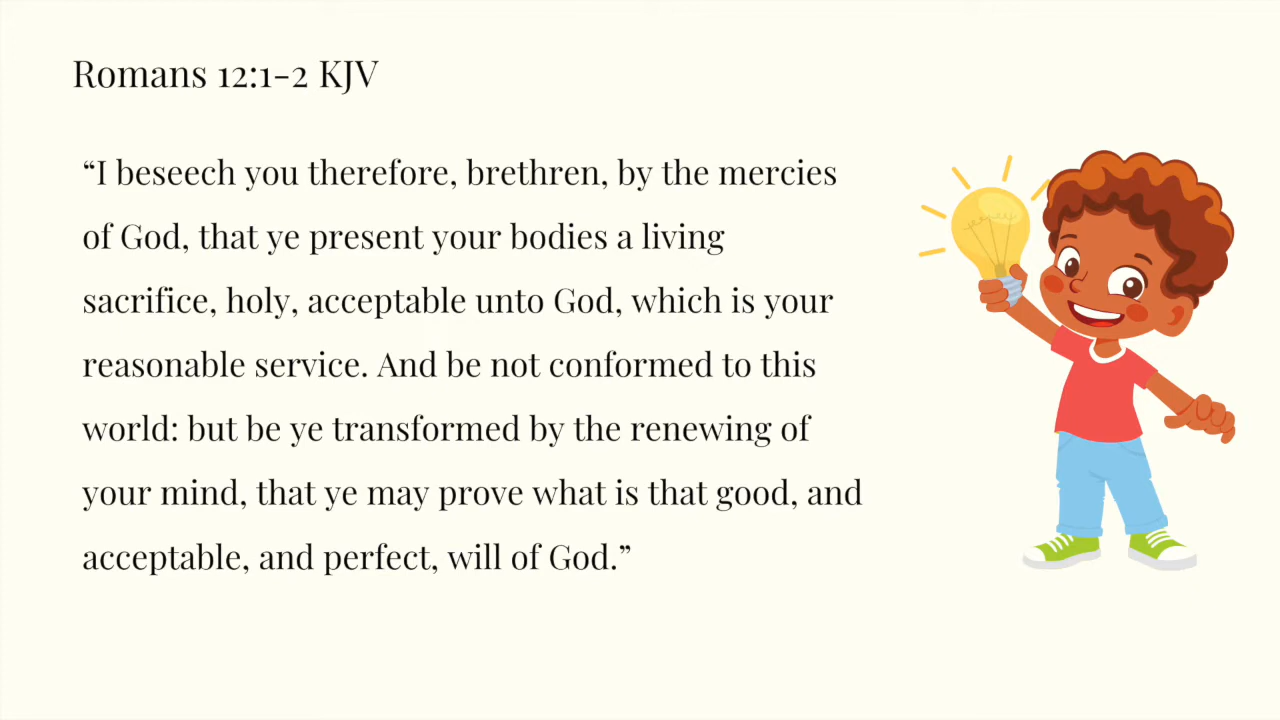 Romans 12:1-2 KJV
“I beseech you therefore, brethren, by the mercies
of God, that ye present your bodies a living
sacrifice, holy, acceptable unto God, which is your
reasonable service. And be not conformed to this
world: but be ye transformed by the renewing of
your mind, that ye may prove what is that good, and
acceptable, and perfect, will of God.”